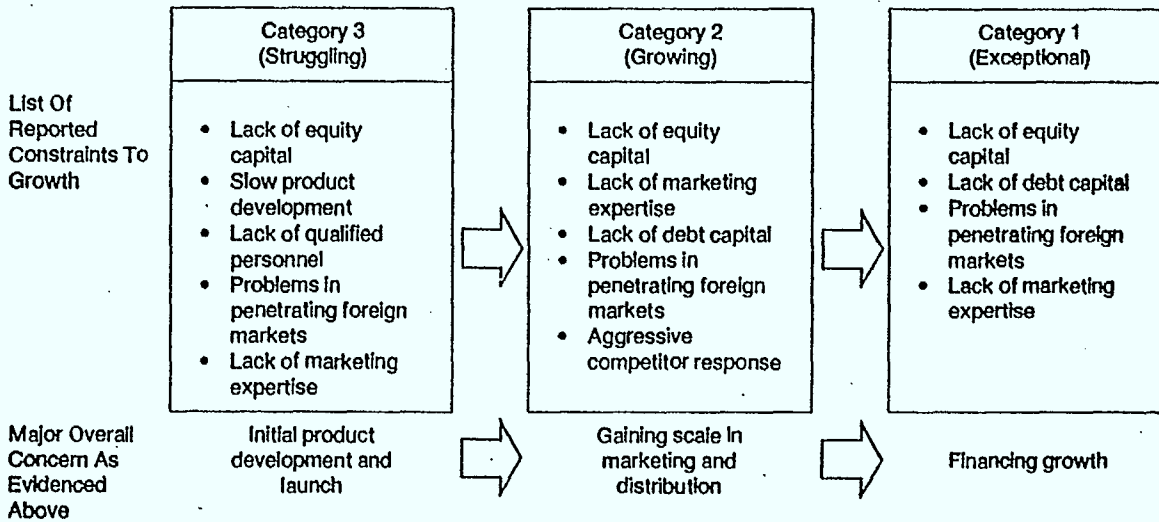 Category 3
(Struggling)
Category 2
(Growing)
Category 1
(Exceptional)
List Of
Reported
Constraints To
Growth
• Lack of equity
capital
• Slow product
development
• Lack of qualified
personnel
• Problems in
penetrating foreign
markets
• Lack of marketing
expertise
• Lack of equity
capital
• Lack of marketing
expertise
• Lack of debt capital
• Problems in
penetrating foreign
markets
• Aggressive
competitor response
• Lack of equity
capital
• Lack of debt capital
• Problems in
penetrating foreign
markets
• Lack of marketing
expertise
Major Overall
Concern As
Evidenced
Above
Initial product
development and
launch
Gaining scale in
marketing and
distribution
Financing growth